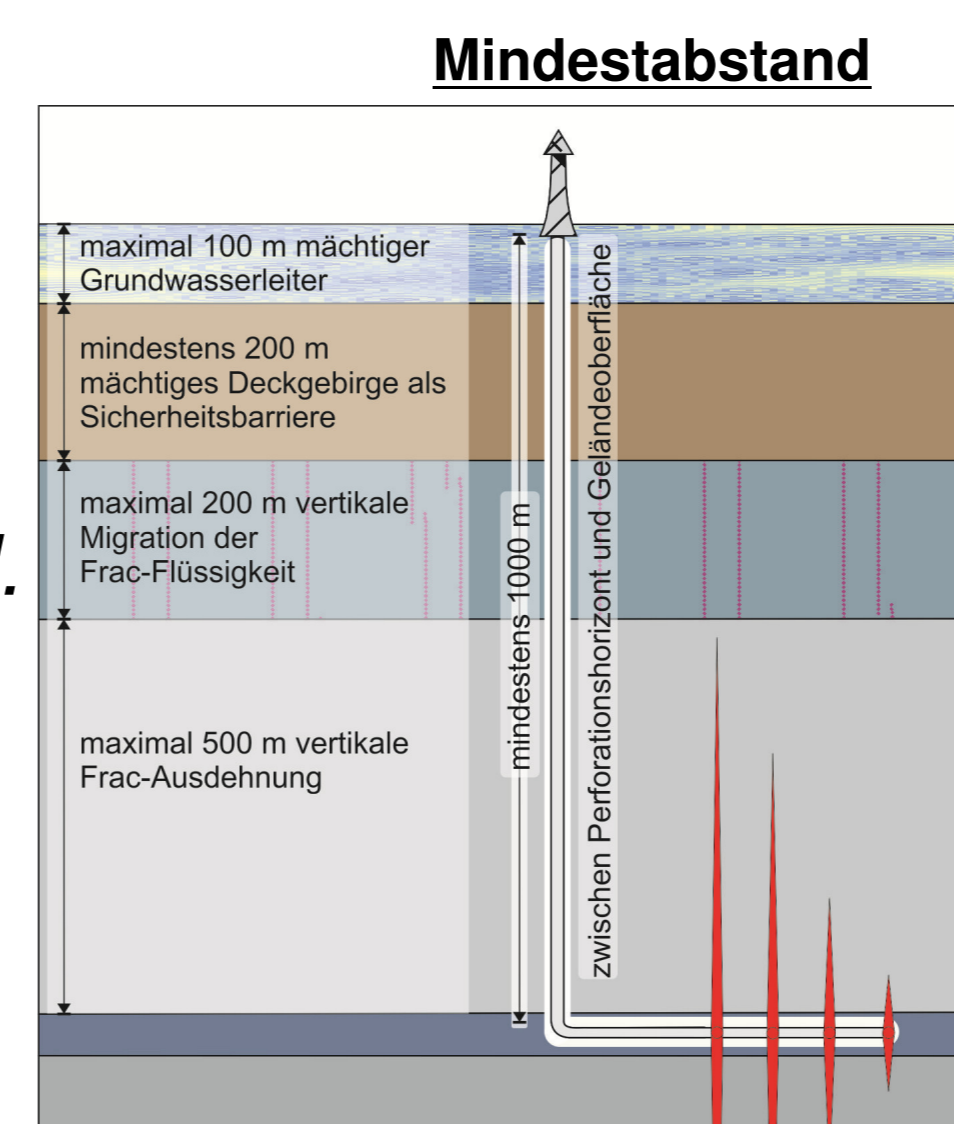 Mindestabstand
maximal 100 m mächtiger
Grundwasserleiter
mindestens 200 m
mächtiges Deckgebirge als
Sicherheitsbarriere
maximal 200 m vertikale
Migration der
Frac-Flüssigkeit
maximal 500 m vertikale
Frac-Ausdehnung
mindestens 1000 m
zwischen Perforationshorizont und Geländeoberfläche